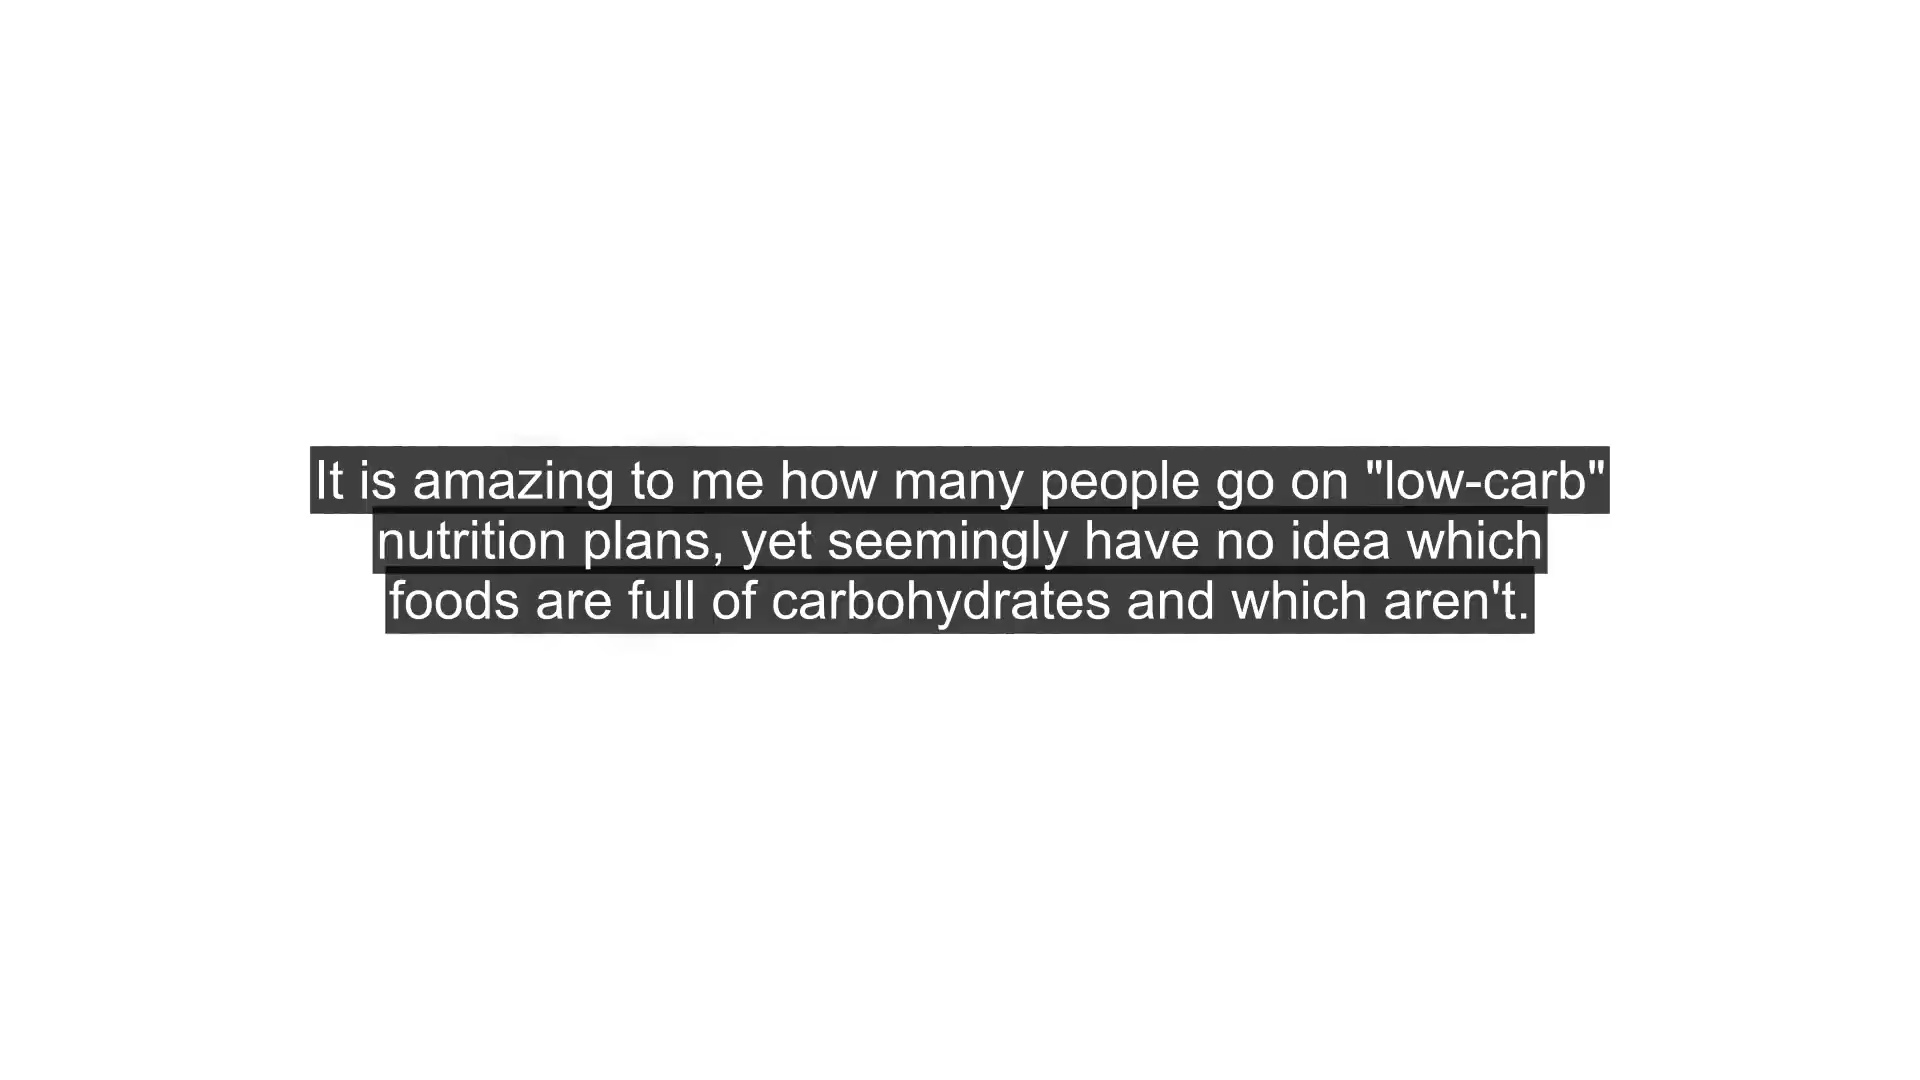 It is amazing to me how many people go on "low-carb"
nutrition plans, yet seemingly have no idea which
foods are full of carbohydrates and which aren't.